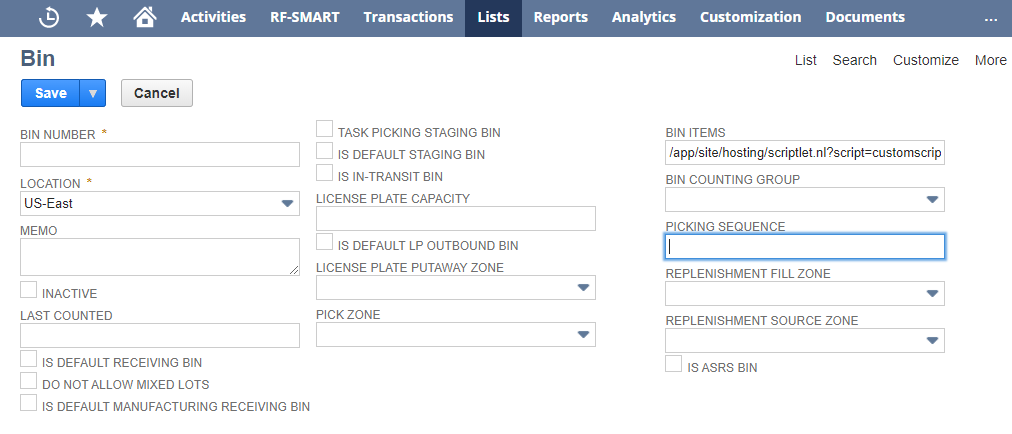 Activities RF-SMART Transactions Lists Reports Analytics Customization Documents ...
Bin
List Search Customize More
Save Cancel
BIN NUMBER *
LOCATION *
US-East
MEMO
INACTIVE
LAST COUNTED
IS DEFAULT RECEIVING BIN
DO NOT ALLOW MIXED LOTS
IS DEFAULT MANUFACTURING RECEIVING BIN
TASK PICKING STAGING BIN
IS DEFAULT STAGING BIN
IS IN-TRANSIT BIN
LICENSE PLATE CAPACITY
IS DEFAULT LP OUTBOUND BIN
LICENSE PLATE PUTAWAY ZONE
PICK ZONE
BIN ITEMS
/app/site/hosting/scriptlet.nl?script=customscrip
BIN COUNTING GROUP
PICKING SEQUENCE
REPLENISHMENT FILL ZONE
REPLENISHMENT SOURCE ZONE
IS ASRS BIN